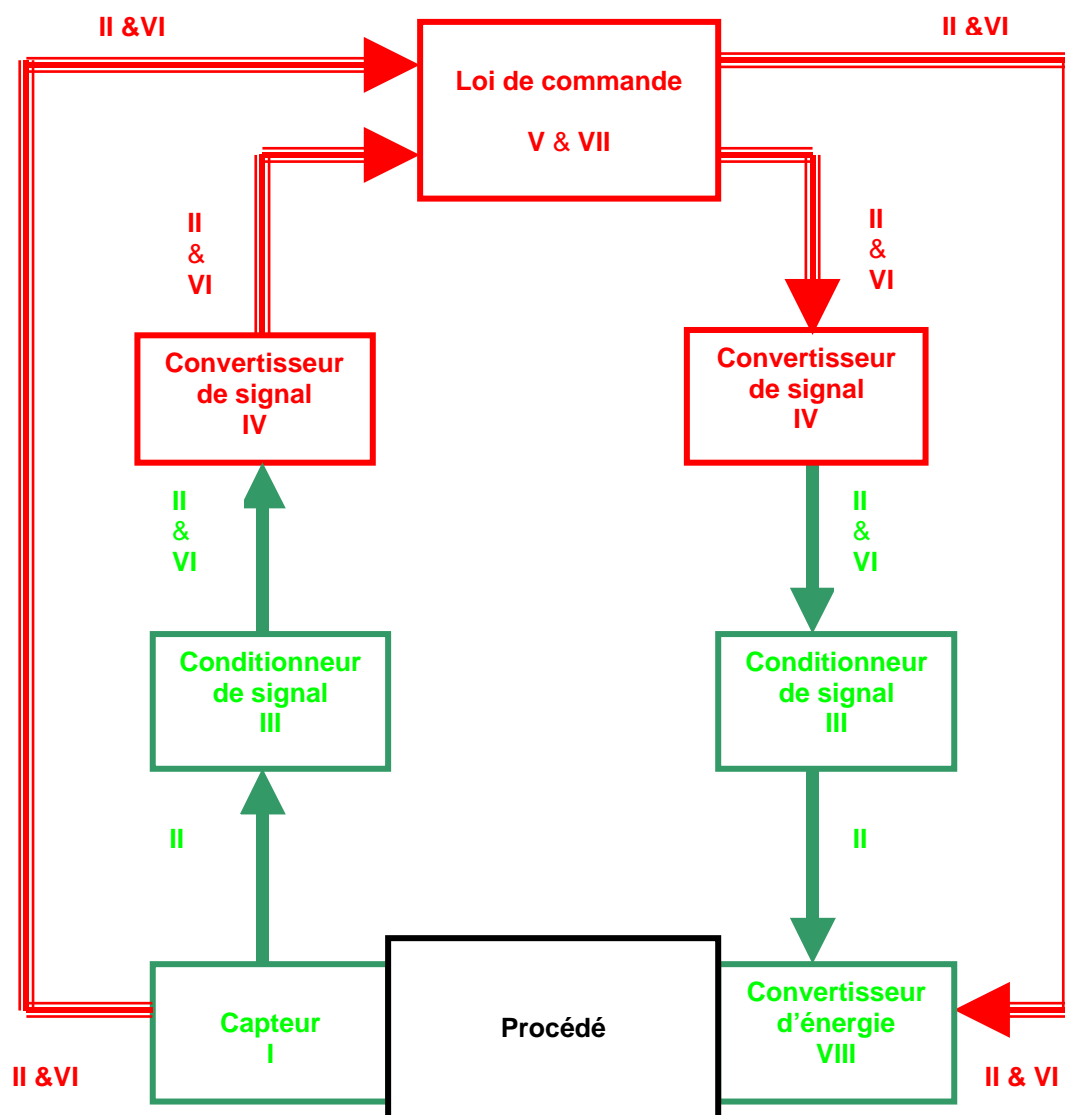 II &VI
II &VI
Loi de commande
V & VII
II
&
VI
II
&
VI
Convertisseur
de signal
IV
Convertisseur
de signal
IV
II
&
VI
II
&
VI
Conditionneur
de signal
III
Conditionneur
de signal
III
II
II
Capteur
I
Procédé
Convertisseur
d'énergie
VIII
II &VI
II & VI